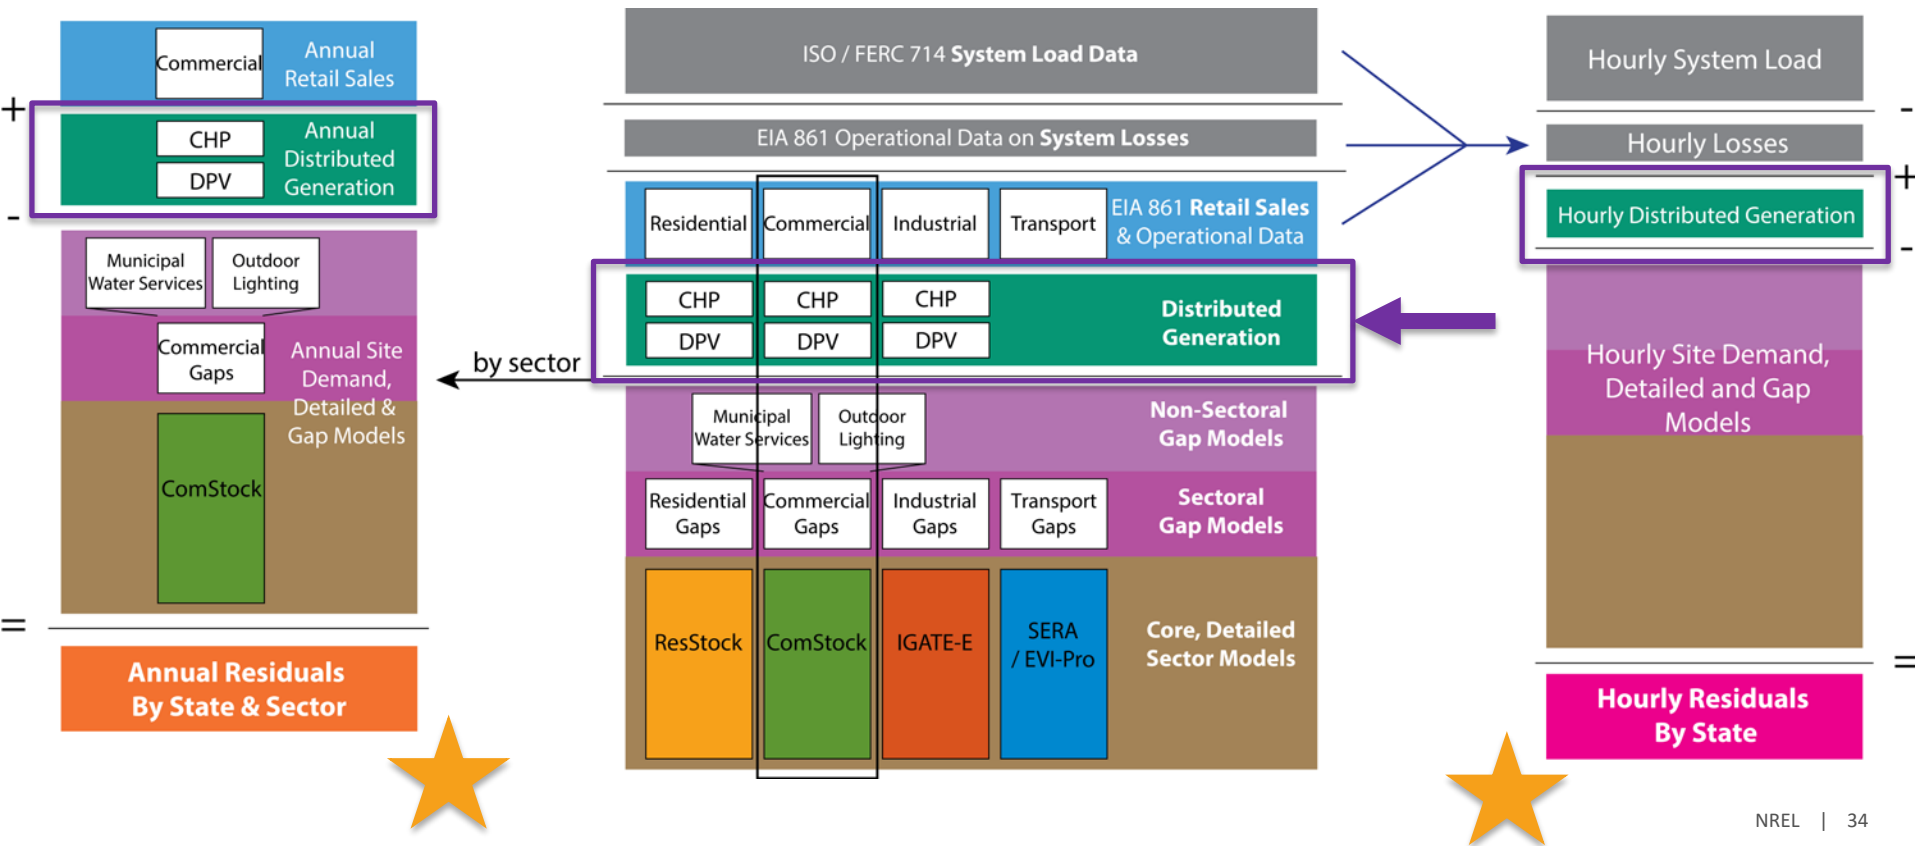 Commercial
Annual
Retail Sales
+
CHP
DPV
Annual
Distributed
Generation
-
Municipal
Water Services
Outdoor
Lighting
Commercial
Gaps
Annual Site
Demand,
Detailed &
Gap Models
ComStock
=
Annual Residuals
By State & Sector
by sector
ISO / FERC 714 System Load Data
EIA 861 Operational Data on System Losses
Residential
Commercial
Industrial
Transport
EIA 861 Retail Sales
& Operational Data
CHP
CHP
CHP
DPV
DPV
DPV
Distributed
Generation
Municipal
Water Services
Outdoor
Lighting
Non-Sectoral
Gap Models
Residential
Gaps
Commercial
Gaps
Industrial
Gaps
Transport
Gaps
Sectoral
Gap Models
ResStock
ComStock
IGATE-E
SERA
/ EVI-Pro
Core, Detailed
Sector Models
Hourly System Load
-
Hourly Losses
+
Hourly Distributed Generation
-
Hourly Site Demand,
Detailed and Gap
Models
=
Hourly Residuals
By State
NREL | 34